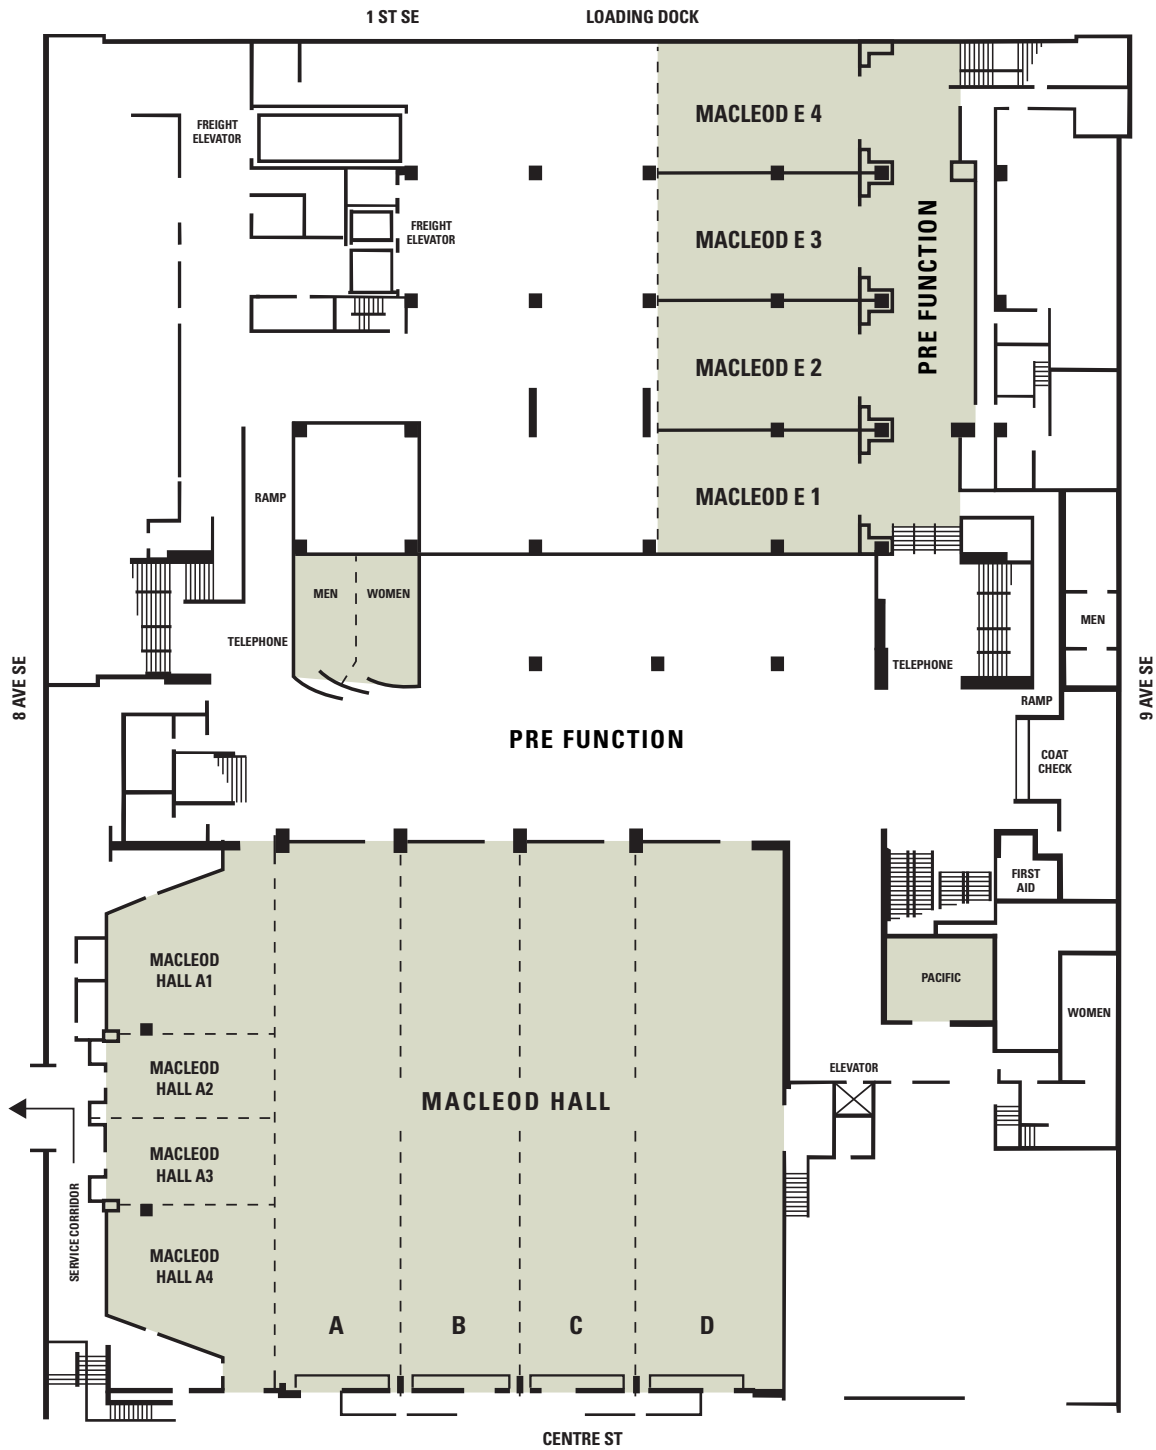 1 ST SE
LOADING DOCK
MACLEOD E 4
FREIGHT
ELEVATOR
FREIGHT
ELEVATOR
MACLEOD E 3
PRE FUNCTION
MACLEOD E 2
RAMP
MACLEOD E 1
MEN
WOMEN
MEN
TELEPHONE
TELEPHONE
8 AVE SE
9 AVE SE
RAMP
PRE FUNCTION
COAT
CHECK
FIRST
AID
MACLEOD
HALL A1
PACIFIC
WOMEN
MACLEOD
HALL A2
ELEVATOR
MACLEOD HALL
MACLEOD
HALL A3
SERVICE CORRIDOR
MACLEOD
HALL A4
A
B
C
D
CENTRE ST